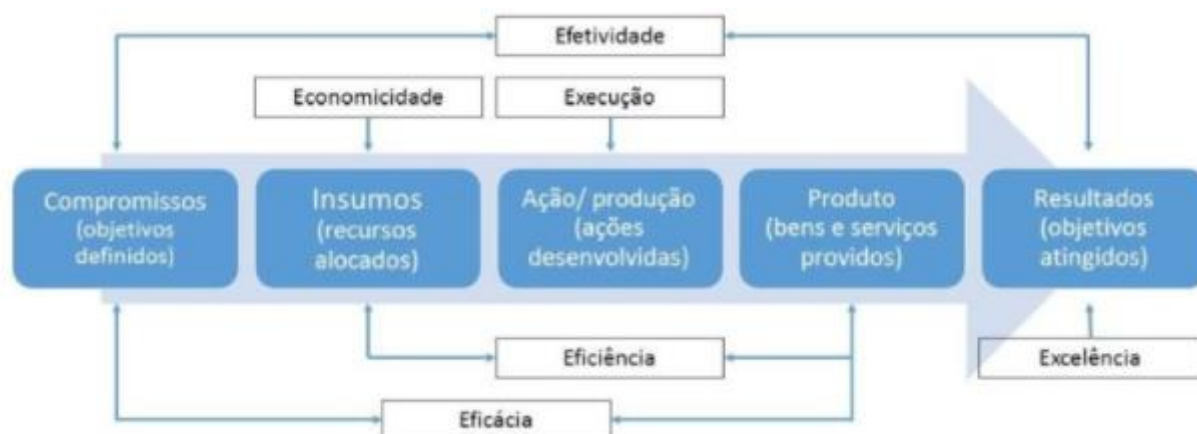 Efetividade
Economicidade
Execução
Compromissos
(objetivos
definidos)
Insumos
(recursos
alocados)
Ação/ produção
(ações
desenvolvidas)
Produto
(bens e serviços
providos)
Resultados
(objetivos
atingidos)
Eficiência
Excelência
Eficácia